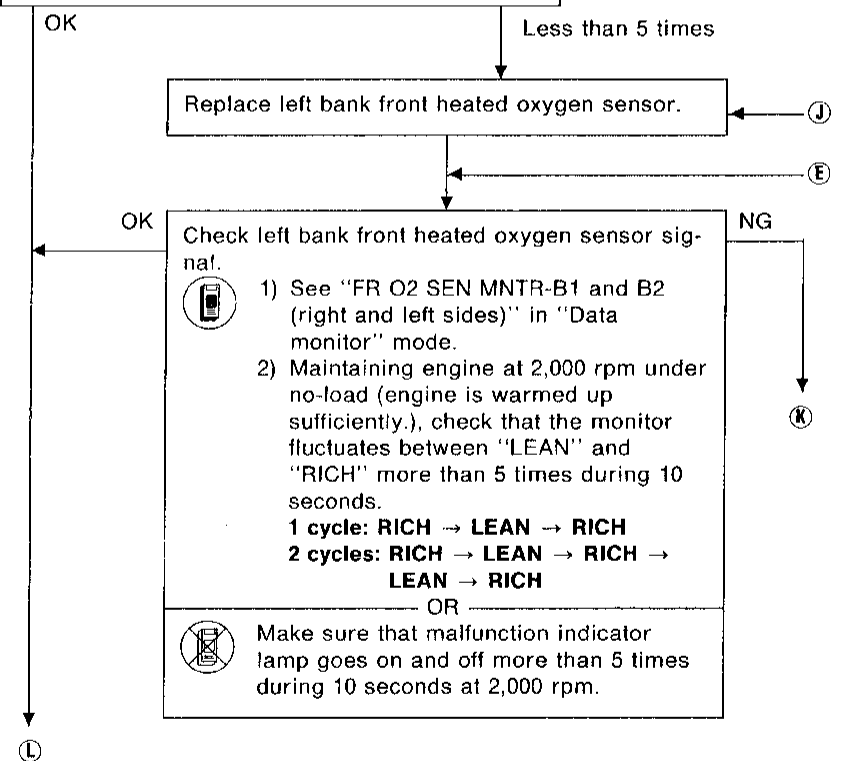 OK
Less than 5 times
Replace left bank front heated oxygen sensor.
J
E
OK
NG
Check left bank front heated oxygen sensor sig-
nal.
1) See "FR O2 SEN MNTR-B1 and B2
(right and left sides)" in "Data
monitor" mode.
2) Maintaining engine at 2,000 rpm under
no-load (engine is warmed up
sufficiently.), check that the monitor
fluctuates between "LEAN" and
"RICH" more than 5 times during 10
seconds.
1 cycle: RICH → LEAN → RICH
2 cycles: RICH → LEAN → RICH →
LEAN → RICH
K
OR
Make sure that malfunction indicator
lamp goes on and off more than 5 times
during 10 seconds at 2,000 rpm.
L